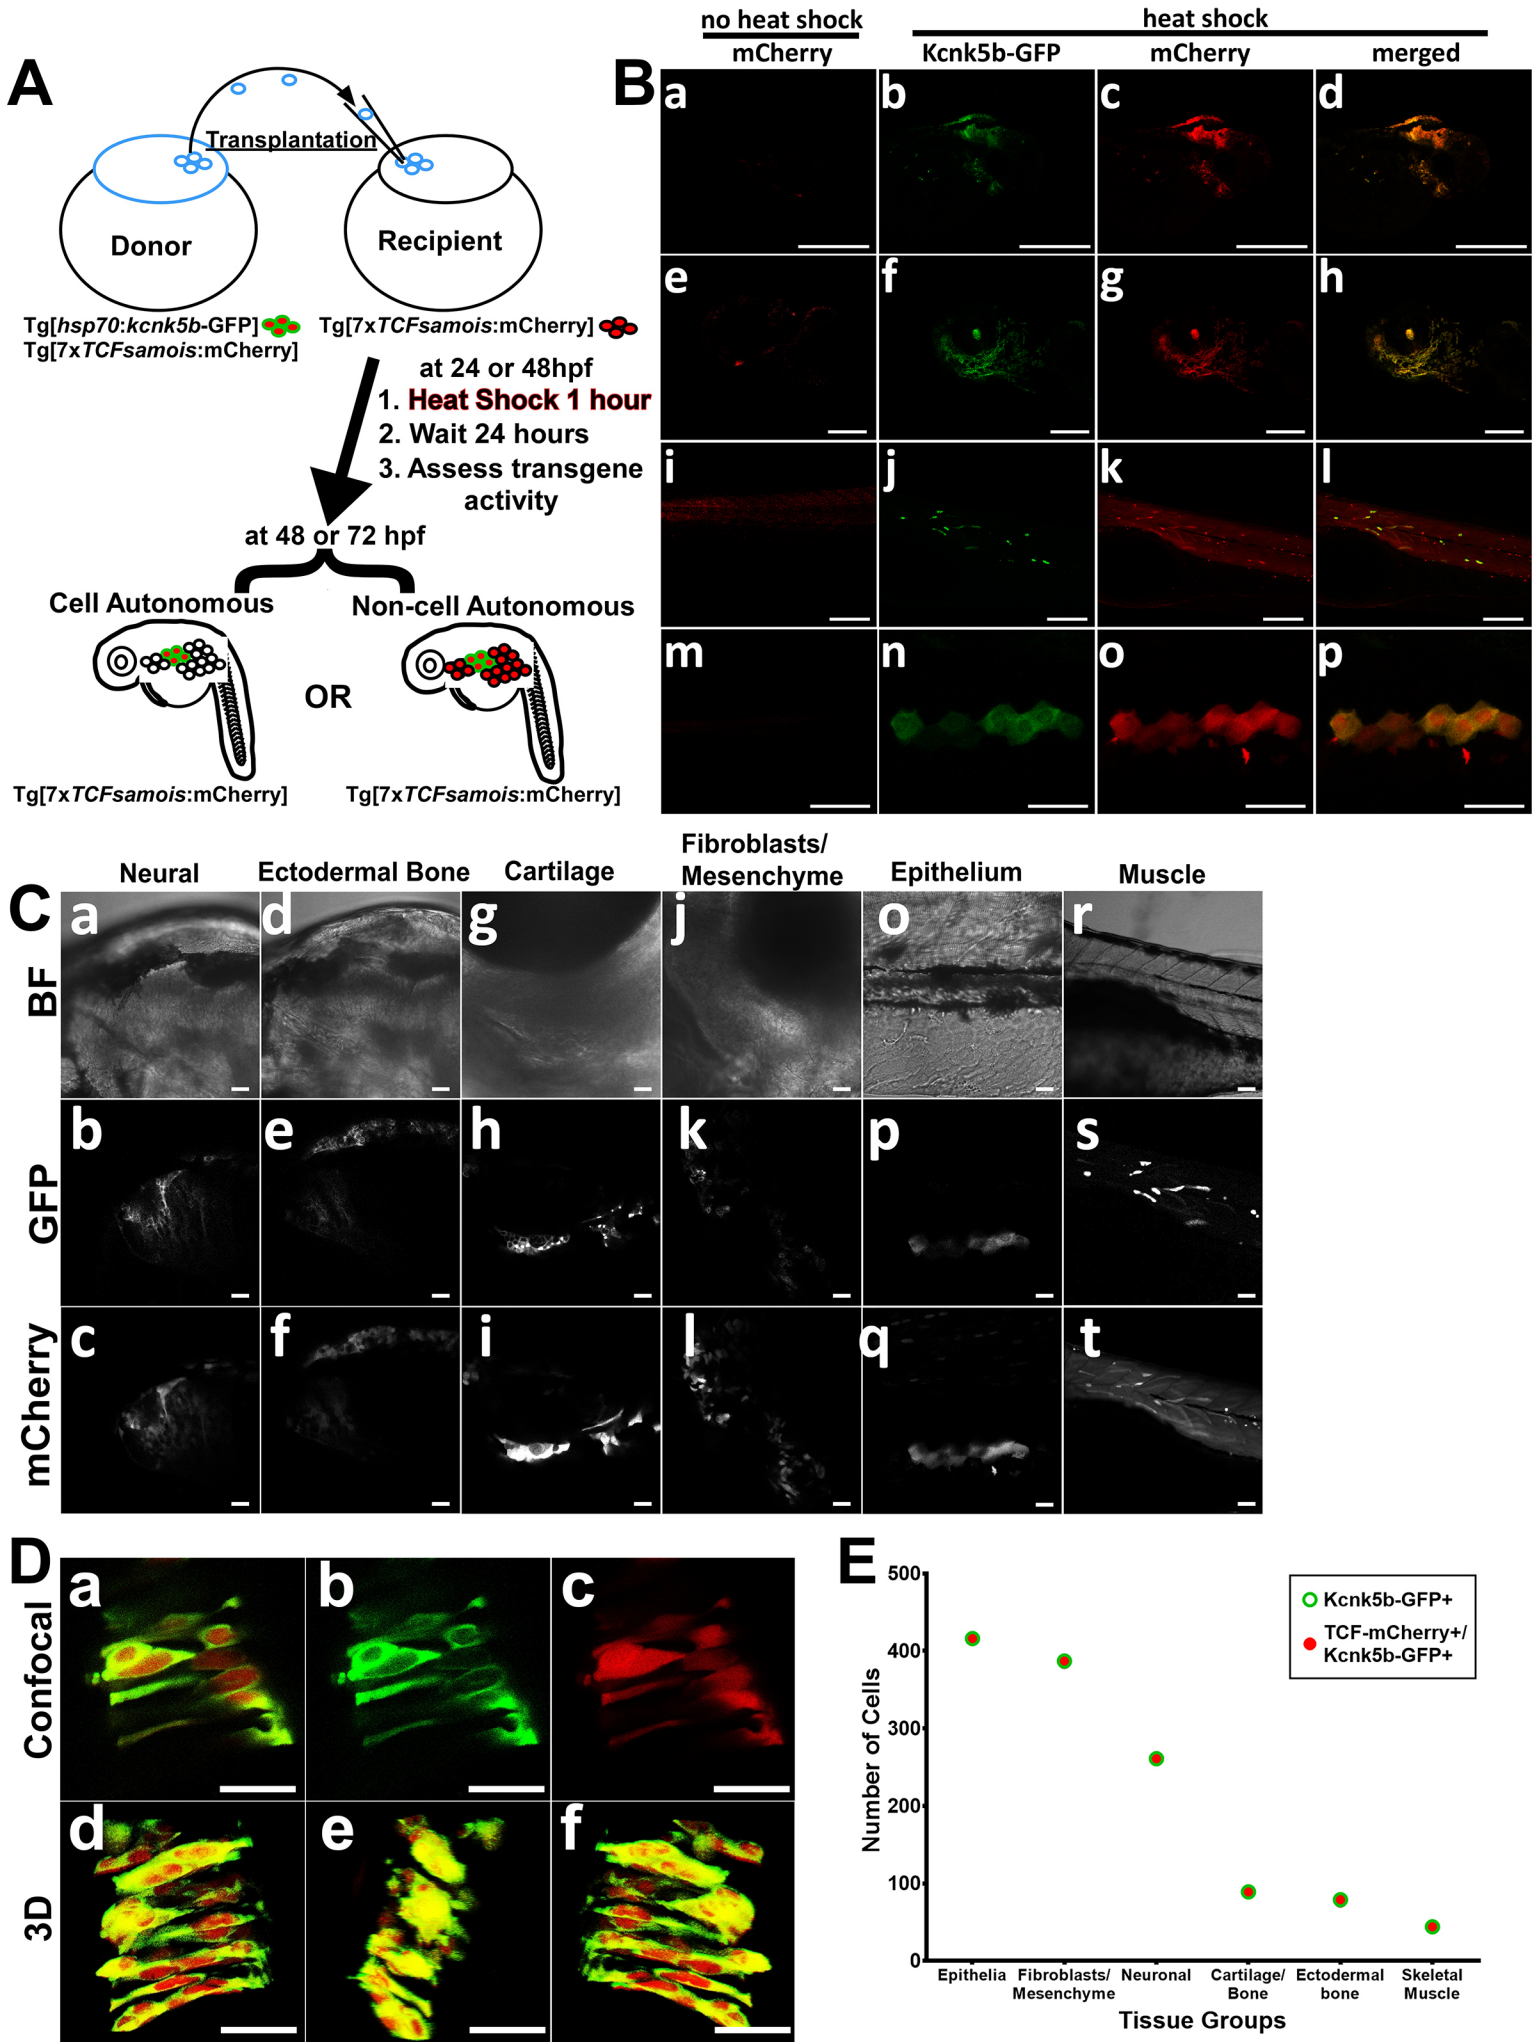 A
Transplantation
Donor
Recipient
Tg[hsp70:kcnk5b-GFP]
Tg[7xTCFsamois:mCherry]
Tg[7xTCFsamois:mCherry]
at 24 or 48hpf
1. Heat Shock 1 hour
2. Wait 24 hours
3. Assess transgene
activity
at 48 or 72 hpf
Cell Autonomous
Non-cell Autonomous
OR
Tg[7xTCFsamois:mCherry]
Tg[7xTCFsamois:mCherry]
B
no heat shock
heat shock
mCherry
Kcnk5b-GFP
mCherry
merged
a
b
c
d
e
f
g
h
i
j
k
l
m
n
o
p
C
Neural
Ectodermal Bone
Cartilage
Fibroblasts/
Mesenchyme
Epithelium
Muscle
BF
a
d
g
j
o
r
GFP
b
e
h
k
p
s
mCherry
c
f
i
l
q
t
D
Confocal
a
b
c
3D
d
e
f
E
Number of Cells
500
400
300
200
100
0
Kcnk5b-GFP+
TCF-mCherry+/
Kcnk5b-GFP+
Epithelia
Fibroblasts/
Mesenchyme
Neuronal
Cartilage/
Bone
Ectodermal
bone
Skeletal
Muscle
Tissue Groups